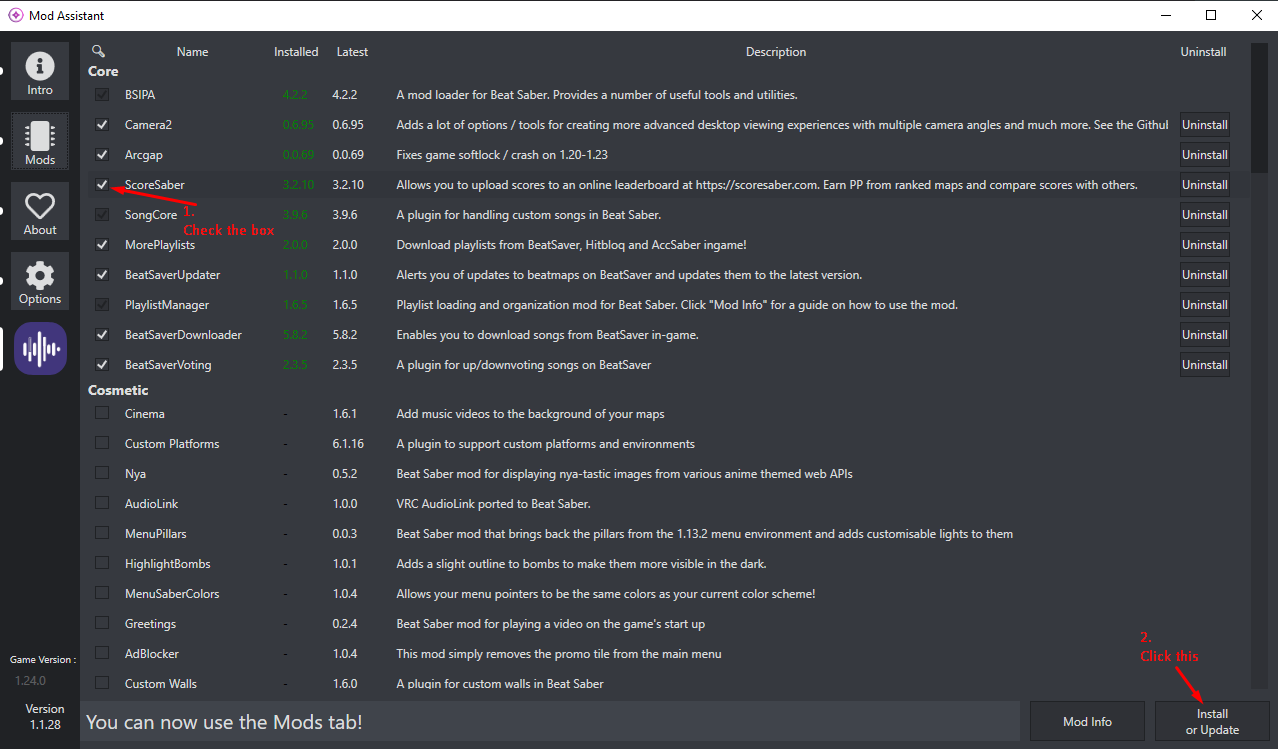 Mod Assistant
Intro
Mods
About
Options
Game Version :
1.24.0
Version
1.1.28
Name Installed Latest Description Uninstall
Core
BSIPA 4.2.2 4.2.2 A mod loader for Beat Saber. Provides a number of useful tools and utilities.
Camera2 0.6.95 0.6.95 Adds a lot of options / tools for creating more advanced desktop viewing experiences with multiple camera angles and much more. See the Githul Uninstall
Arcgap 0.0.69 0.0.69 Fixes game softlock / crash on 1.20-1.23 Uninstall
ScoreSaber 3.2.10 3.2.10 Allows you to upload scores to an online leaderboard at https://scoresaber.com. Earn PP from ranked maps and compare scores with others. Uninstall
1.
Check the box
SongCore 3.9.6 3.9.6 A plugin for handling custom songs in Beat Saber. Uninstall
MorePlaylists 2.0.0 2.0.0 Download playlists from BeatSaver, Hitbloq and AccSaber ingame! Uninstall
BeatSaverUpdater 1.1.0 1.1.0 Alerts you of updates to beatmaps on BeatSaver and updates them to the latest version. Uninstall
PlaylistManager 1.6.5 1.6.5 Playlist loading and organization mod for Beat Saber. Click "Mod Info" for a guide on how to use the mod. Uninstall
BeatSaverDownloader 5.8.2 5.8.2 Enables you to download songs from BeatSaver in-game. Uninstall
BeatSaverVoting 2.3.5 2.3.5 A plugin for up/downvoting songs on BeatSaver Uninstall
Cosmetic
Cinema - 1.6.1 Add music videos to the background of your maps
Custom Platforms - 6.1.16 A plugin to support custom platforms and environments
Nya - 0.5.2 Beat Saber mod for displaying nya-tastic images from various anime themed web APIs
AudioLink - 1.0.0 VRC AudioLink ported to Beat Saber.
MenuPillars - 0.0.3 Beat Saber mod that brings back the pillars from the 1.13.2 menu environment and adds customisable lights to them
HighlightBombs - 1.0.1 Adds a slight outline to bombs to make them more visible in the dark.
MenuSaberColors - 1.0.4 Allows your menu pointers to be the same colors as your current color scheme!
Greetings - 0.2.4 Beat Saber mod for playing a video on the game's start up
AdBlocker - 1.0.4 This mod simply removes the promo tile from the main menu
Custom Walls - 1.6.0 A plugin for custom walls in Beat Saber
2.
Click this
You can now use the Mods tab!
Mod Info
Install
or Update